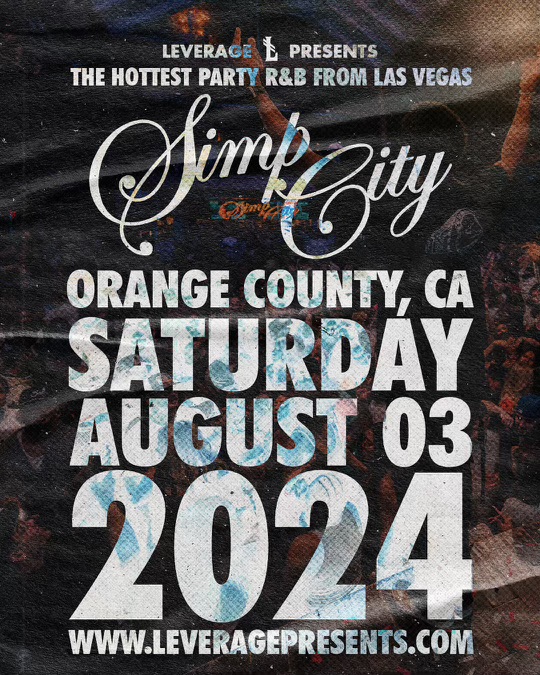 LEVERAGE L PRESENTS
THE HOTTEST PARTY R&B FROM LAS VEGAS
Simp City
ORANGE COUNTY, CA
SATURDAY
AUGUST 03
2024
WWW.LEVERAGEPRESENTS.COM